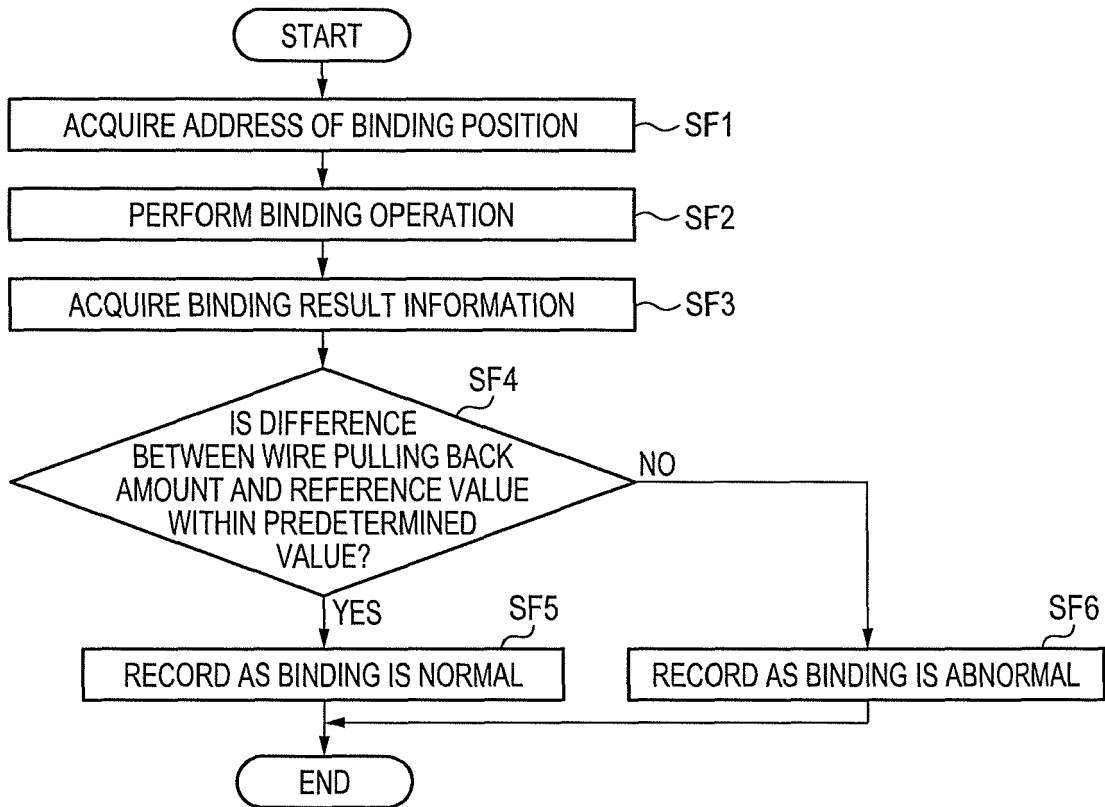 START
ACQUIRE ADDRESS OF BINDING POSITION
SF1
PERFORM BINDING OPERATION
SF2
ACQUIRE BINDING RESULT INFORMATION
SF3
SF4
IS DIFFERENCE
BETWEEN WIRE PULLING BACK
AMOUNT AND REFERENCE VALUE
WITHIN PREDETERMINED
VALUE?
NO
YES
SF5
RECORD AS BINDING IS NORMAL
SF6
RECORD AS BINDING IS ABNORMAL
END